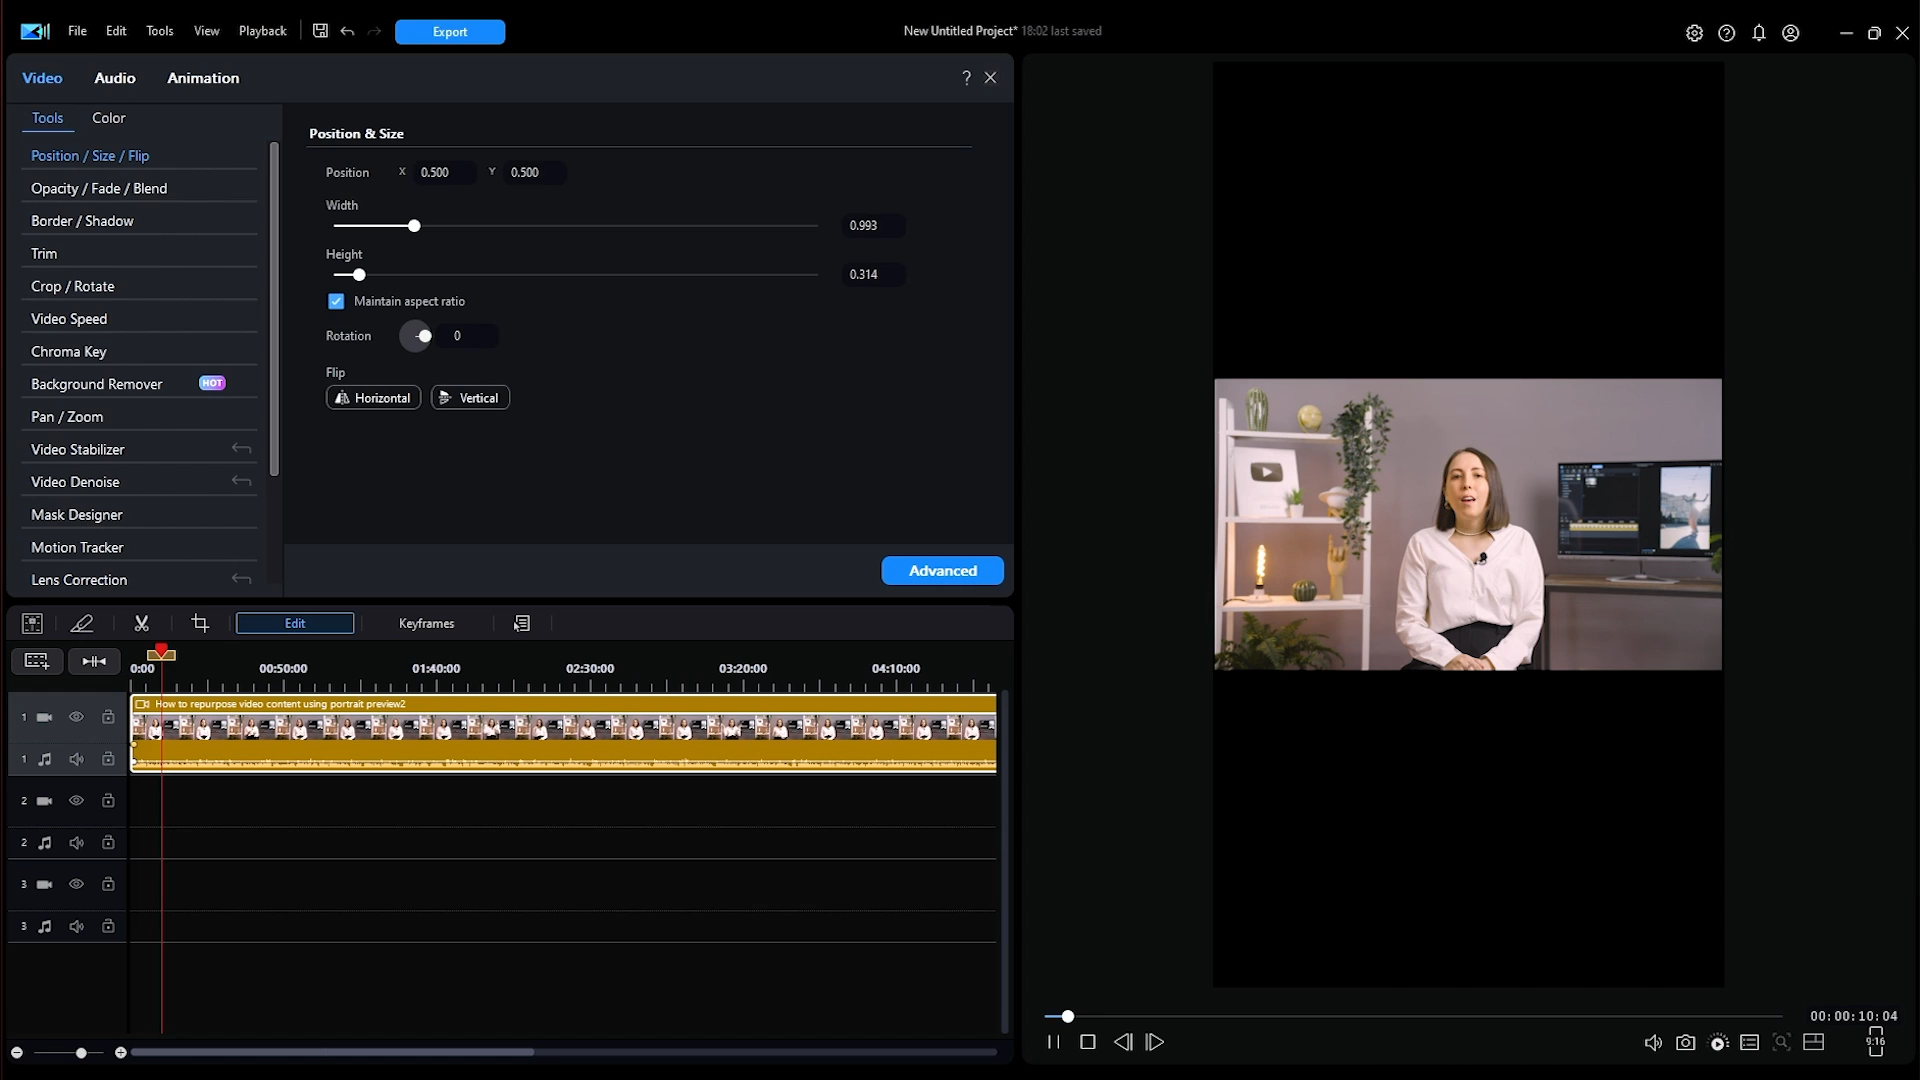 File Edit Tools View Playback Export New Untitled Project* 18:02 last saved
Video Audio Animation ?
Tools Color
Position & Size
Position / Size / Flip
Position X 0.500 Y 0.500
Opacity / Fade / Blend
Width
Border / Shadow
0.993
Trim
Height
0.314
Crop / Rotate
Maintain aspect ratio
Video Speed
Rotation 0
Chroma Key
Flip
Background Remover HOT
Horizontal Vertical
Pan / Zoom
Video Stabilizer
Video Denoise
Mask Designer
Motion Tracker
Lens Correction
Advanced
Edit Keyframes
0:00 00:50:00 01:40:00 02:30:00 03:20:00 04:10:00
How to repurpose video content using portrait preview2
1
1
2
2
3
3
00:00:10:04
9:16